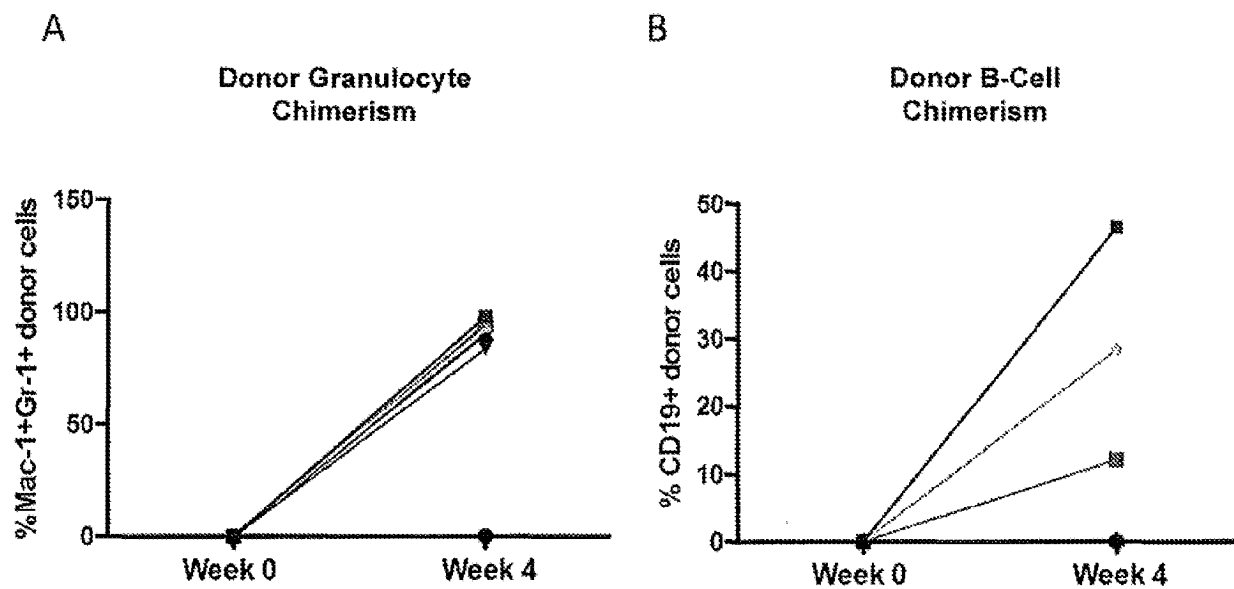 A
Donor Granulocyte
Chimerism
%Mac-1+Gr-1+ donor cells
150
100
50
0
Week 0
Week 4
B
Donor B-Cell
Chimerism
% CD19+ donor cells
50
40
30
20
10
0
Week 0
Week 4